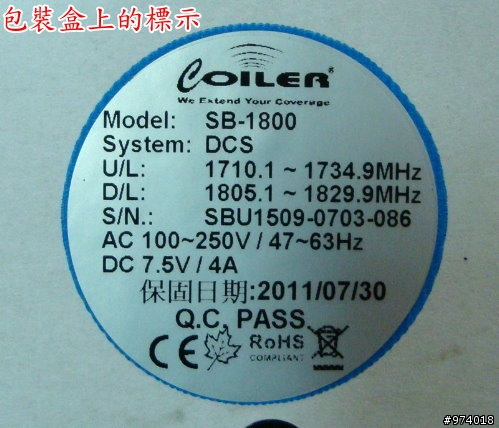 包裝盒上的標示
COILER®
We Extend Your Coverage
Model: SB-1800
System: DCS
U/L: 1710.1 ~ 1734.9MHz
D/L: 1805.1 ~ 1829.9MHz
S/N.: SBU1509-0703-086
AC 100~250V / 47~63Hz
DC 7.5V / 4A
保固日期:2011/07/30
Q.C. PASS
CE RoHS
COMPLIANT
#974018